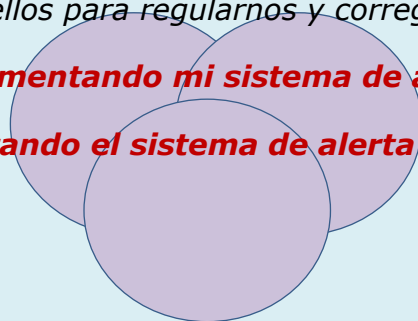 ellos para regularnos y correg
mentando mi sistema de a
ando el sistema de alerta